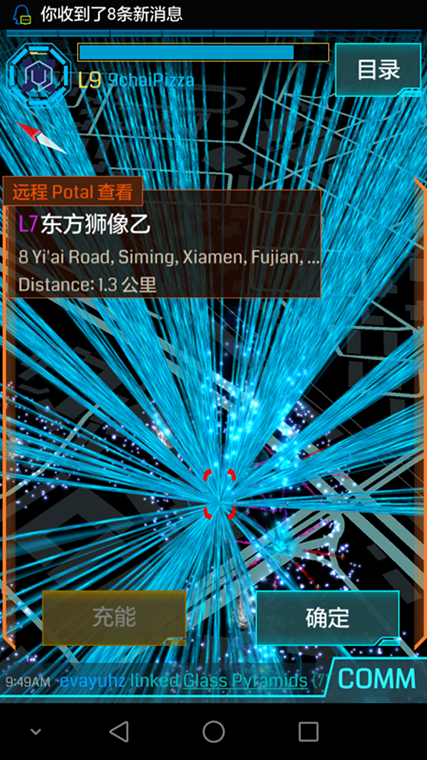 你收到了8条新消息
L9 9chaiPizza
目录
远程 Potal 查看
L7东方狮像乙
8 Yi'ai Road, Siming, Xiamen, Fujian, ...
Distance: 1.3 公里
充能
确定
9:49AM evayuhz linked Glass Pyramids
COMM